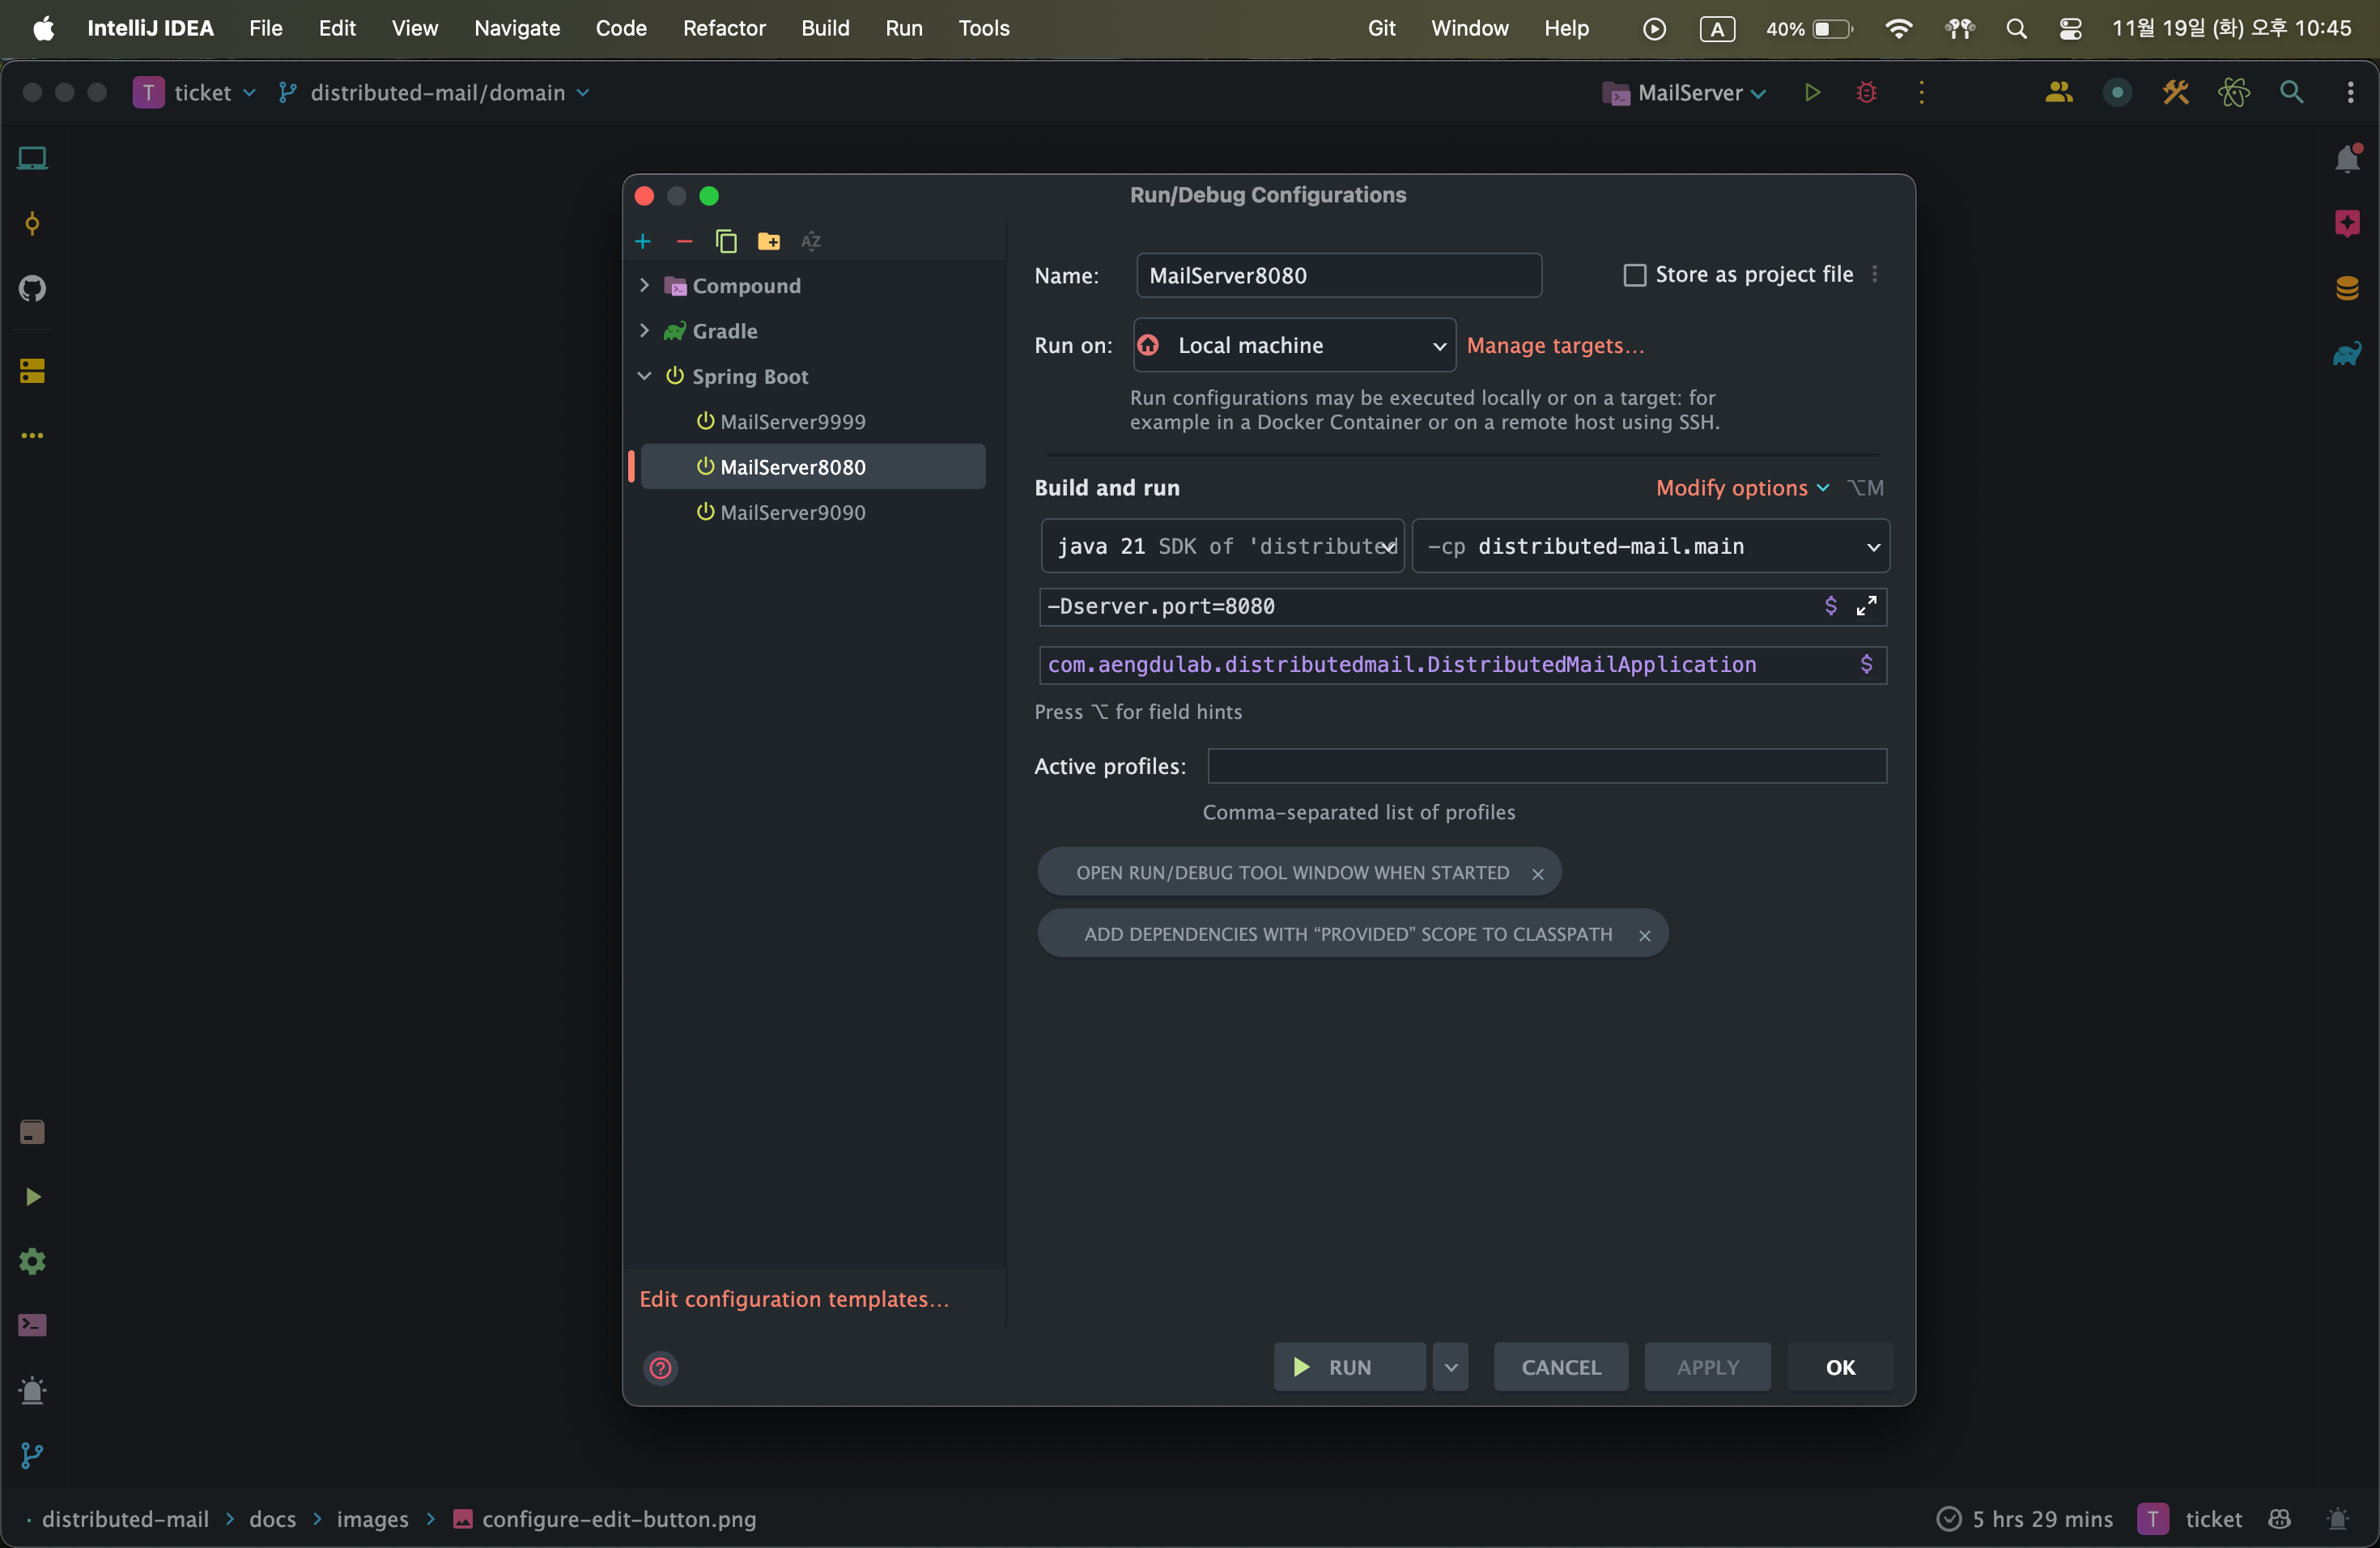 IntelliJ IDEA File Edit View Navigate Code Refactor Build Run Tools Git Window Help A 40% 11월 19일 (화) 오후 10:45
T ticket distributed-mail/domain MailServer
Run/Debug Configurations
AZ
Compound
Gradle
Spring Boot
MailServer9999
MailServer8080
MailServer9090
Edit configuration templates…
Name: MailServer8080 Store as project file
Run on: Local machine Manage targets…
Run configurations may be executed locally or on a target: for
example in a Docker Container or on a remote host using SSH.
Build and run Modify options ⌥M
java 21 SDK of 'distributed -cp distributed-mail.main
-Dserver.port=8080 $
com.aengdulab.distributedmail.DistributedMailApplication $
Press ⌥ for field hints
Active profiles:
Comma-separated list of profiles
OPEN RUN/DEBUG TOOL WINDOW WHEN STARTED ×
ADD DEPENDENCIES WITH “PROVIDED” SCOPE TO CLASSPATH ×
? RUN CANCEL APPLY OK
distributed-mail > docs > images > configure-edit-button.png 5 hrs 29 mins T ticket